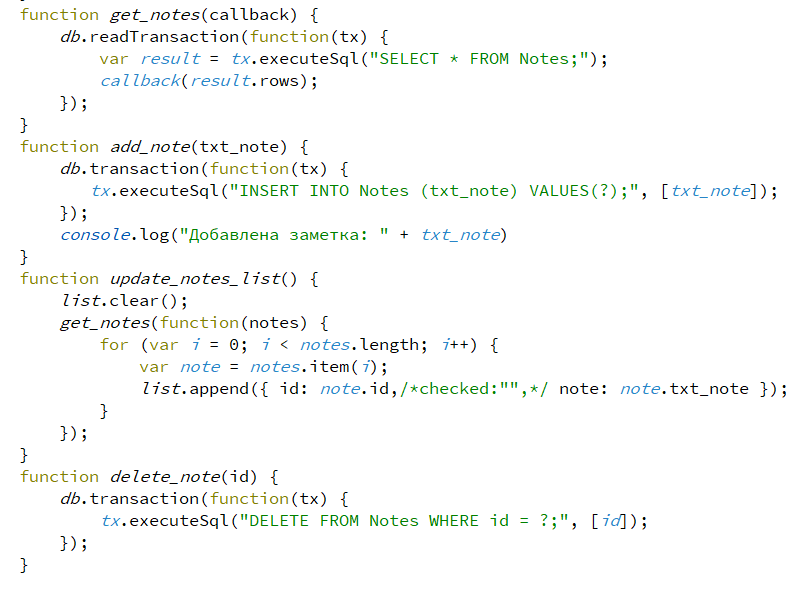 function get_notes(callback) {
    db.readTransaction(function(tx) {
        var result = tx.executeSql("SELECT * FROM Notes;");
        callback(result.rows);
    });
}
function add_note(txt_note) {
    db.transaction(function(tx) {
       tx.executeSql("INSERT INTO Notes (txt_note) VALUES(?);", [txt_note]);
    });
    console.log("Добавлена заметка: " + txt_note)
}
function update_notes_list() {
    list.clear();
    get_notes(function(notes) {
        for (var i = 0; i < notes.length; i++) {
            var note = notes.item(i);
            list.append({ id: note.id,/*checked:"",*/ note: note.txt_note });
        }
    });
}
function delete_note(id) {
    db.transaction(function(tx) {
        tx.executeSql("DELETE FROM Notes WHERE id = ?;", [id]);
    });
}